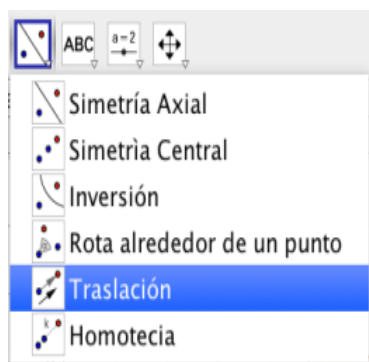 ABC a=2
Simetría Axial
Simetrìa Central
Inversión
Rota alrededor de un punto
Traslación
k
Homotecia